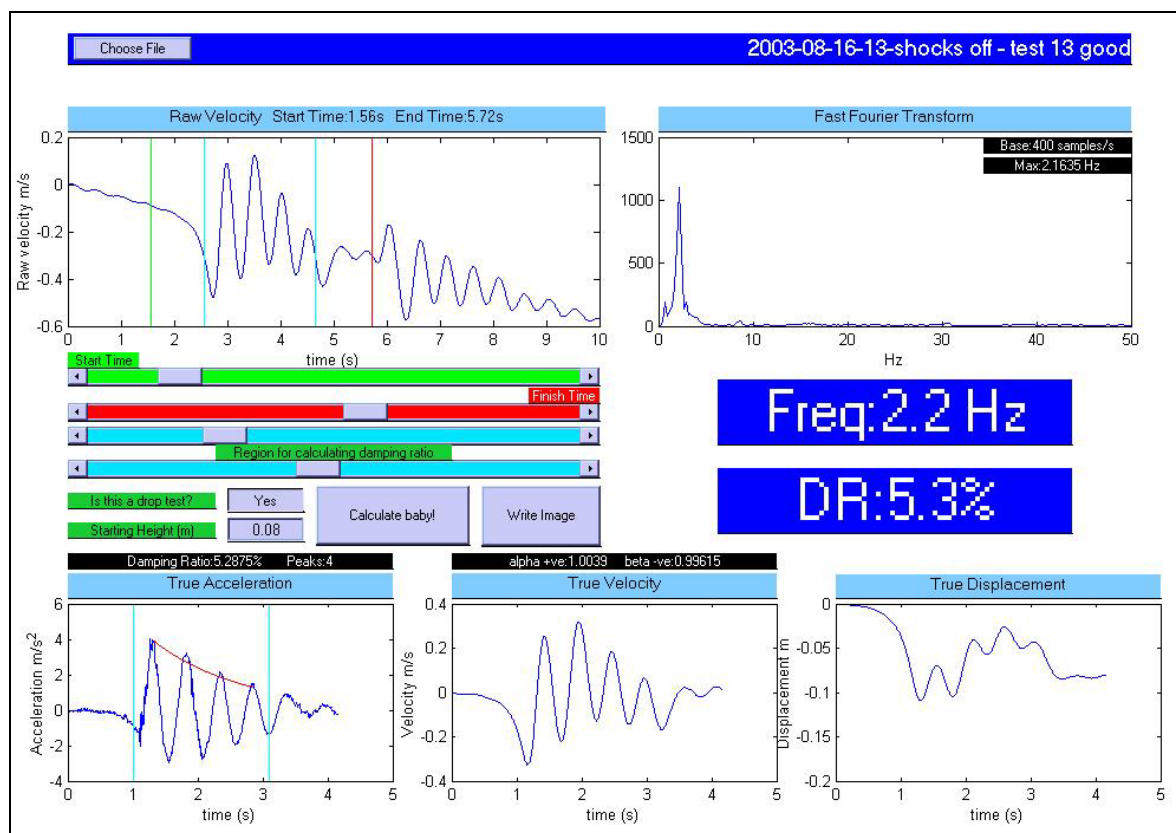 Choose File
2003-08-16-13-shocks off - test 13 good
Raw Velocity Start Time:1.56s End Time:5.72s
Raw velocity m/s
0.2
0
-0.2
-0.4
-0.6
0 1 2 3 4 5 6 7 8 9 10
time (s)
Fast Fourier Transform
Base:400 samples/s
Max:2.1635 Hz
1500
1000
500
0
0 10 20 30 40 50
Hz
Start Time
Finish Time
Region for calculating damping ratio
Is this a drop test?
Yes
Starting Height (m)
0.08
Calculate baby!
Write Image
Freq:2.2 Hz
DR:5.3%
Damping Ratio:5.2875% Peaks:4
True Acceleration
Acceleration m/s²
6
4
2
0
-2
-4
0 1 2 3 4 5
time (s)
alpha +ve:1.0039 beta -ve:0.99615
True Velocity
Velocity m/s
0.4
0.2
0
-0.2
-0.4
0 1 2 3 4 5
time (s)
True Displacement
Displacement m
0
-0.05
-0.1
-0.15
-0.2
0 1 2 3 4 5
time (s)